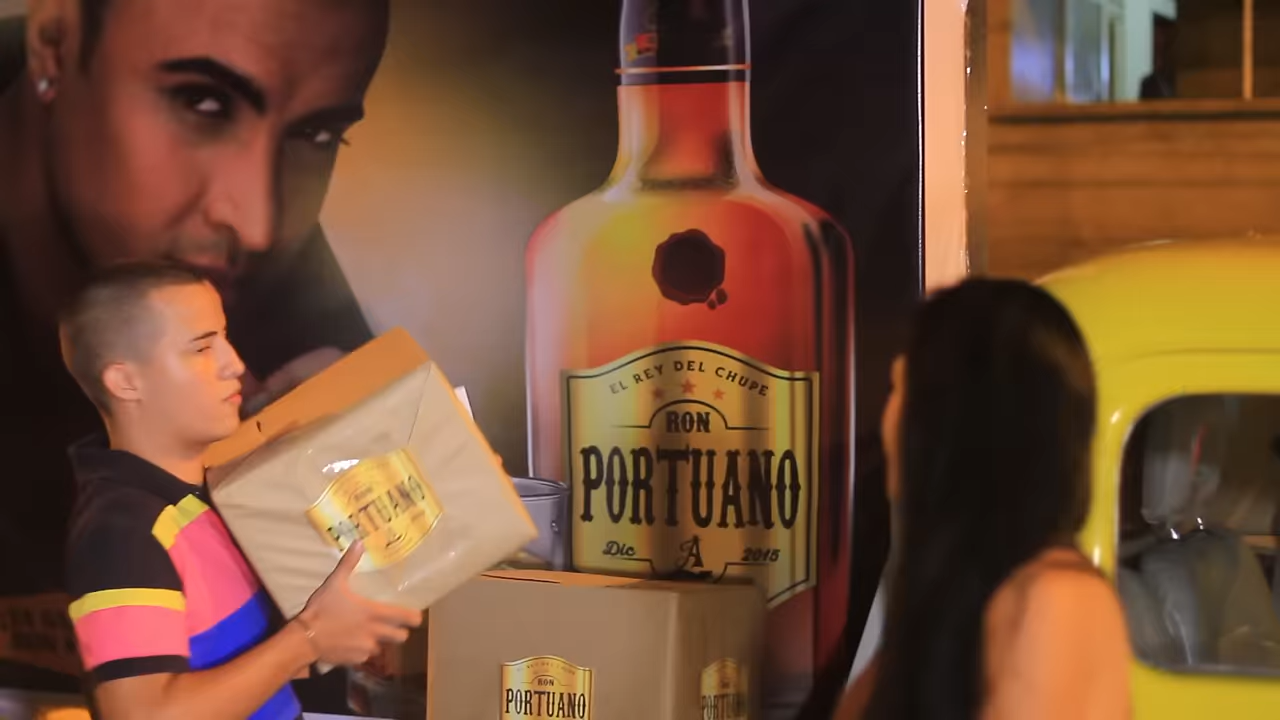 EL REY DEL CHUPE
RON
PORTUANO
Dic A 2015
PORTUANO
RON
PORTUANO
PORTUANO